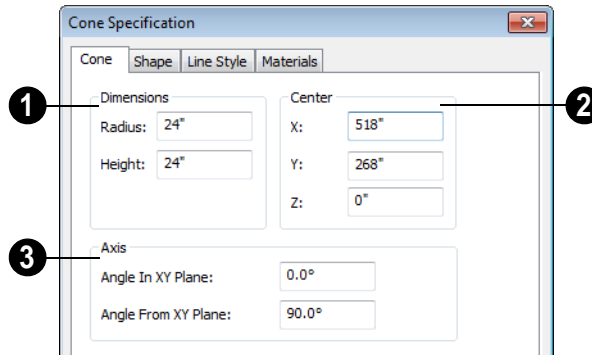 Cone Specification
Cone Shape Line Style Materials
1 Dimensions Center 2
Radius: 24" X: 518"
Height: 24" Y: 268"
Z: 0"
3 Axis
Angle In XY Plane: 0.0°
Angle From XY Plane: 90.0°